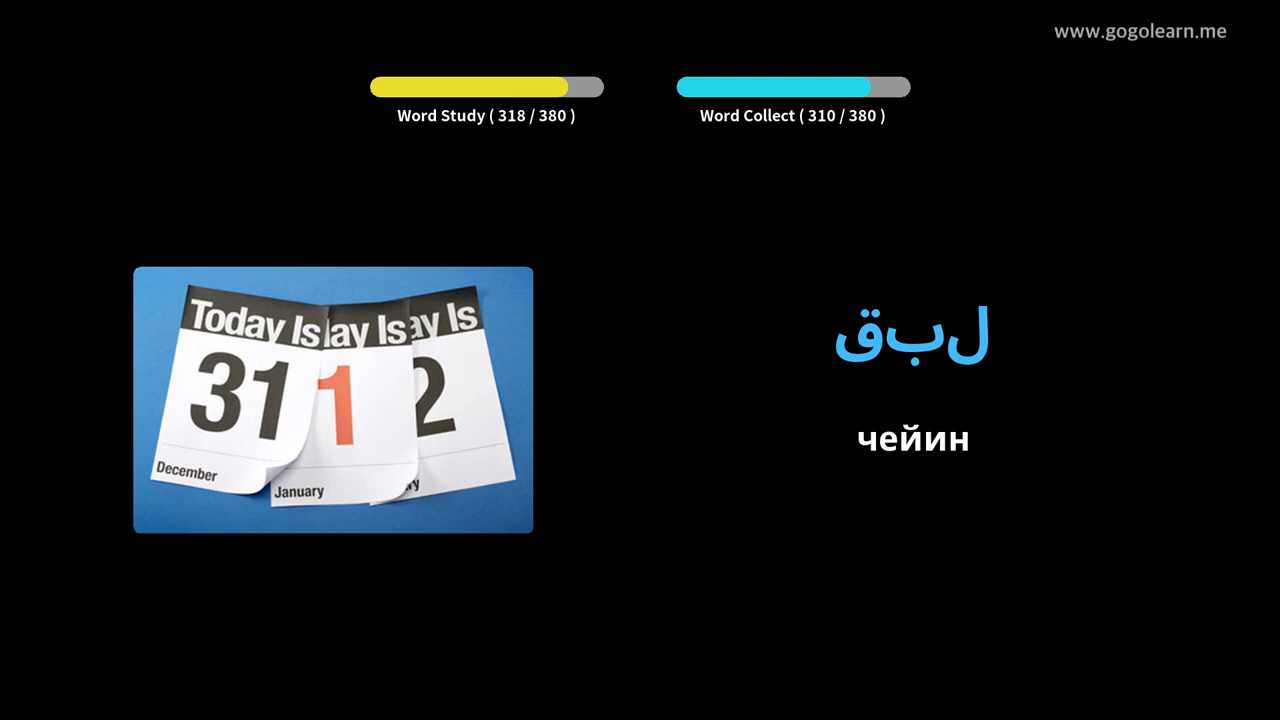 www.gogolearn.me
Word Study ( 318 / 380 )
Word Collect ( 310 / 380 )
Today Is ay Is ay Is
31 1 2
December
January ry
لبق
чейин